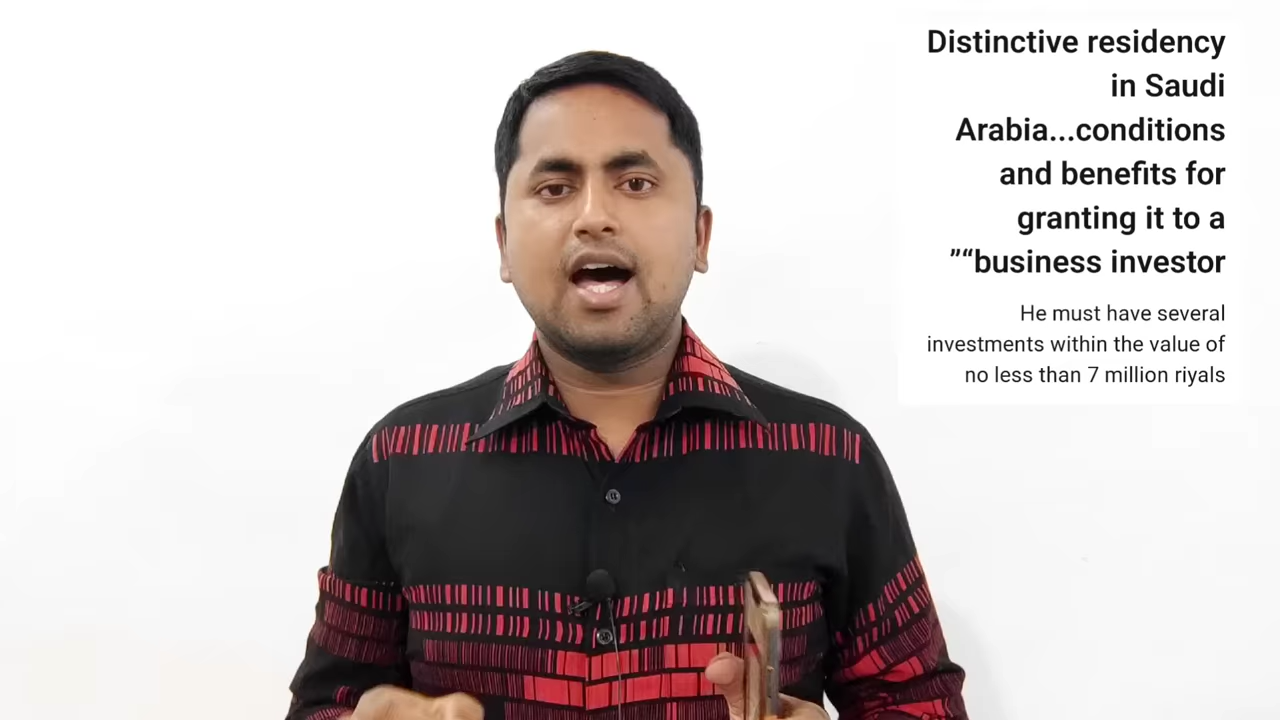 Distinctive residency
in Saudi
Arabia...conditions
and benefits for
granting it to a
”“business investor
He must have several
investments within the value of
no less than 7 million riyals